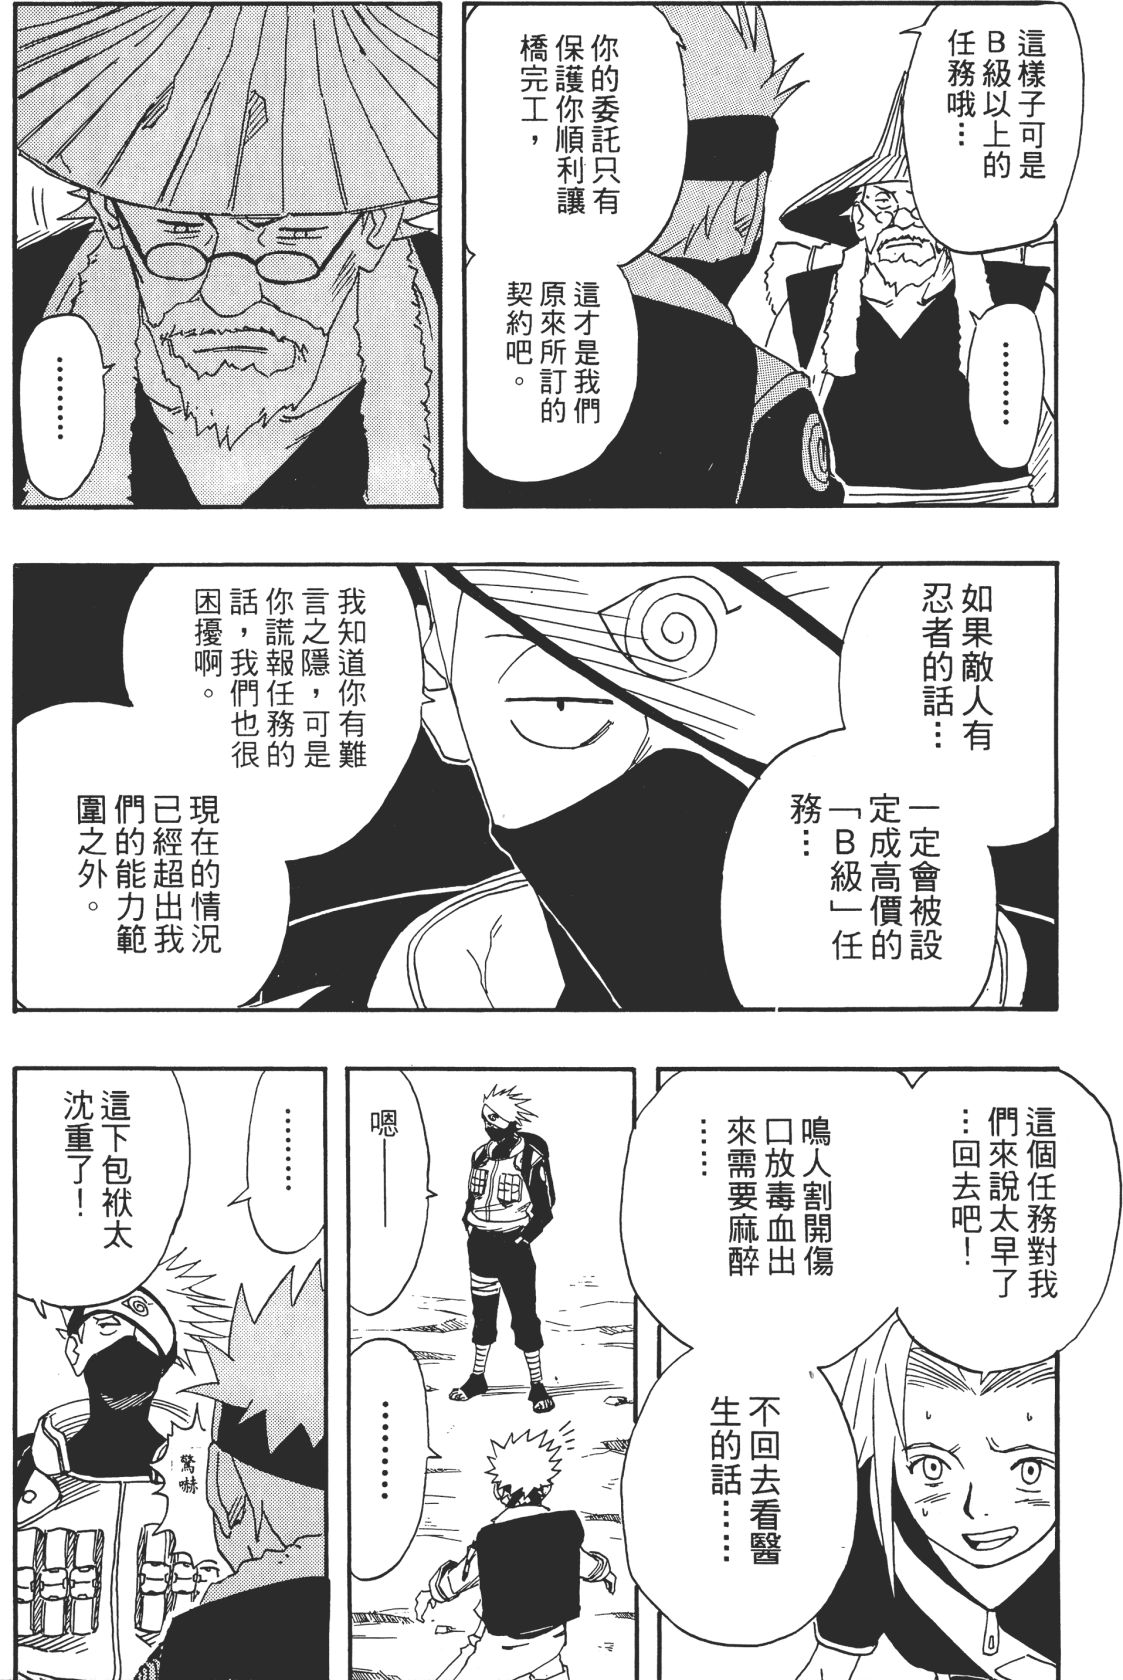 這樣子可是
Ｂ級以上的
任務哦…
………
你的委託只有
保護你順利讓
橋完工，
這才是我們
原來所訂的
契約吧。
………
如果敵人有
忍者的話…
一定會被設
定成高價的
「Ｂ級」任
務…
我知道你有難
言之隱，可是
你謊報任務的
話，我們也很
困擾啊。
現在的情況
已經超出我
們的能力範
圍之外。
這個任務對我
們來說太早了
…回去吧！
鳴人割開傷
口放毒血出
來需要麻醉
……
不回去看醫
生的話……
嗯——
………
………
這下包袱太
沈重了！
驚嚇